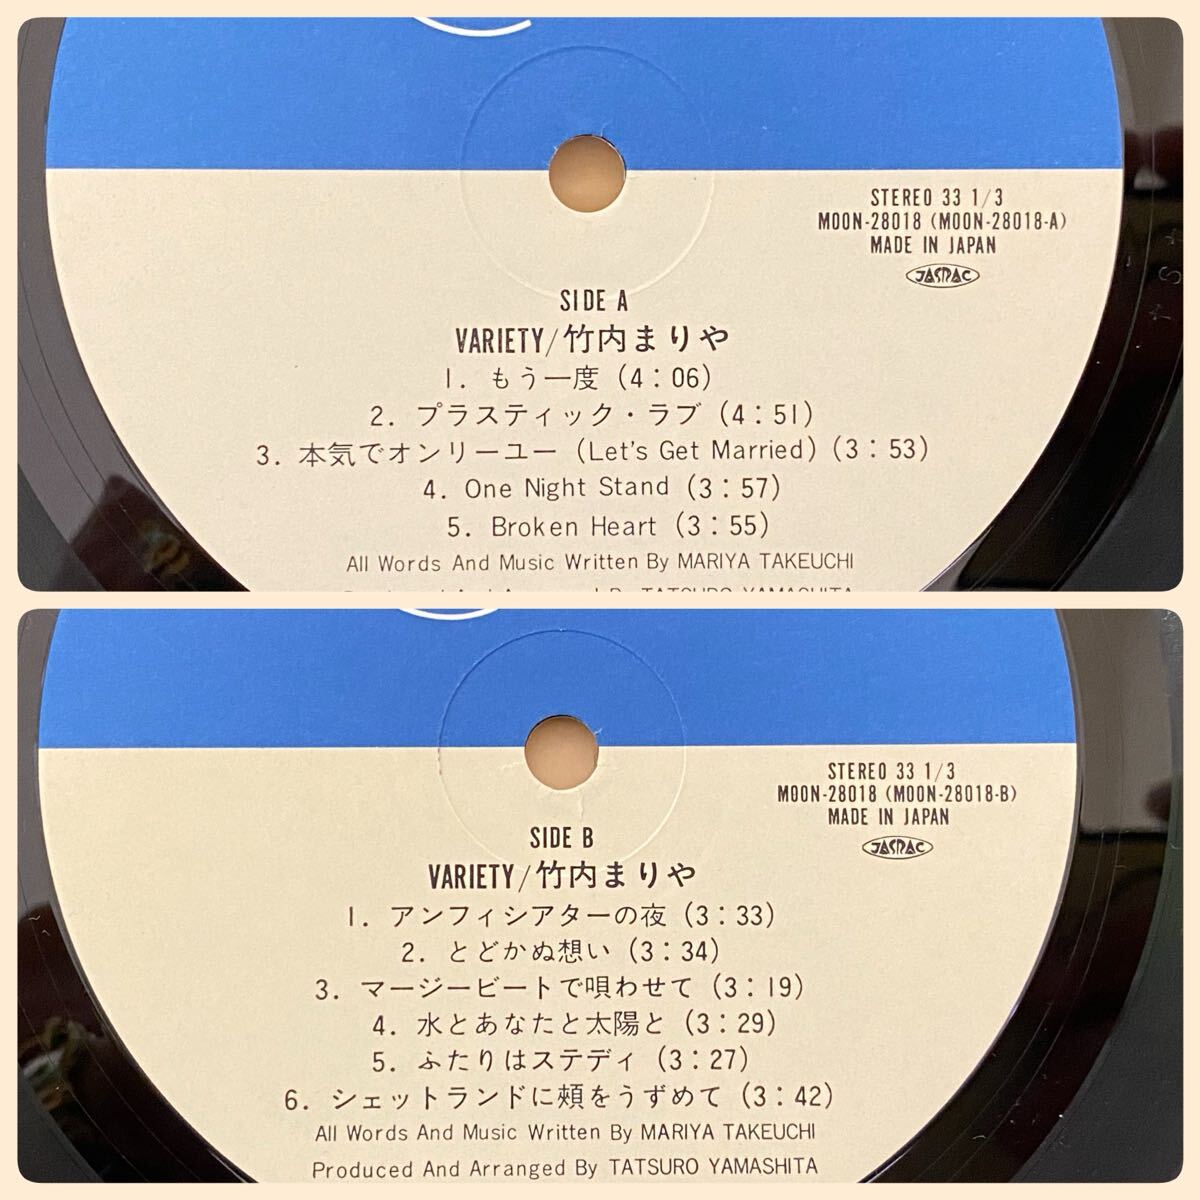 STEREO 33 1/3
MOON-28018 (MOON-28018-A)
MADE IN JAPAN
JASRAC
SIDE A
VARIETY/竹内まりや
1. もう一度 (4:06)
2. プラスティック・ラブ (4:51)
3. 本気でオンリーユー (Let's Get Married) (3:53)
4. One Night Stand (3:57)
5. Broken Heart (3:55)
All Words And Music Written By MARIYA TAKEUCHI
Produced And Arranged By TATSURO YAMASHITA
STEREO 33 1/3
MOON-28018 (MOON-28018-B)
MADE IN JAPAN
JASRAC
SIDE B
VARIETY/竹内まりや
1. アンフィシアターの夜 (3:33)
2. とどかぬ想い (3:34)
3. マージービートで唄わせて (3:19)
4. 水とあなたと太陽と (3:29)
5. ふたりはステディ (3:27)
6. シェットランドに頰をうずめて (3:42)
All Words And Music Written By MARIYA TAKEUCHI
Produced And Arranged By TATSURO YAMASHITA